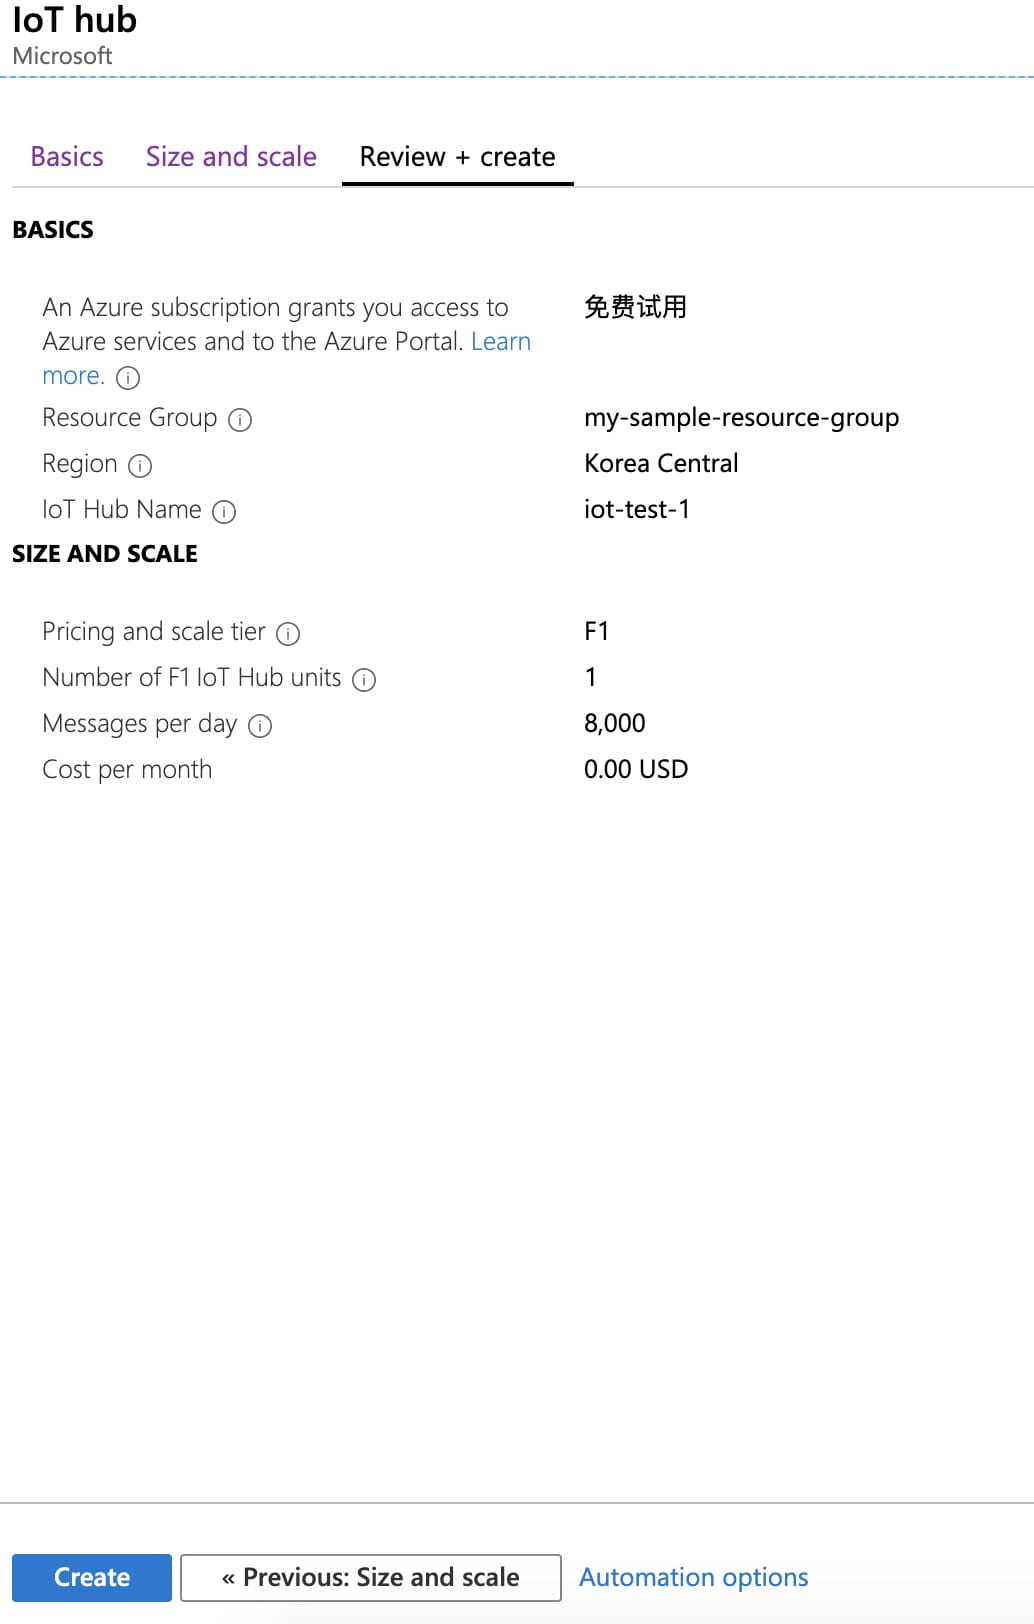 IoT hub
Microsoft
Basics Size and scale Review + create
BASICS
An Azure subscription grants you access to 免费试用
Azure services and to the Azure Portal. Learn
more.
Resource Group my-sample-resource-group
Region Korea Central
IoT Hub Name iot-test-1
SIZE AND SCALE
Pricing and scale tier F1
Number of F1 IoT Hub units 1
Messages per day 8,000
Cost per month 0.00 USD
Create « Previous: Size and scale Automation options